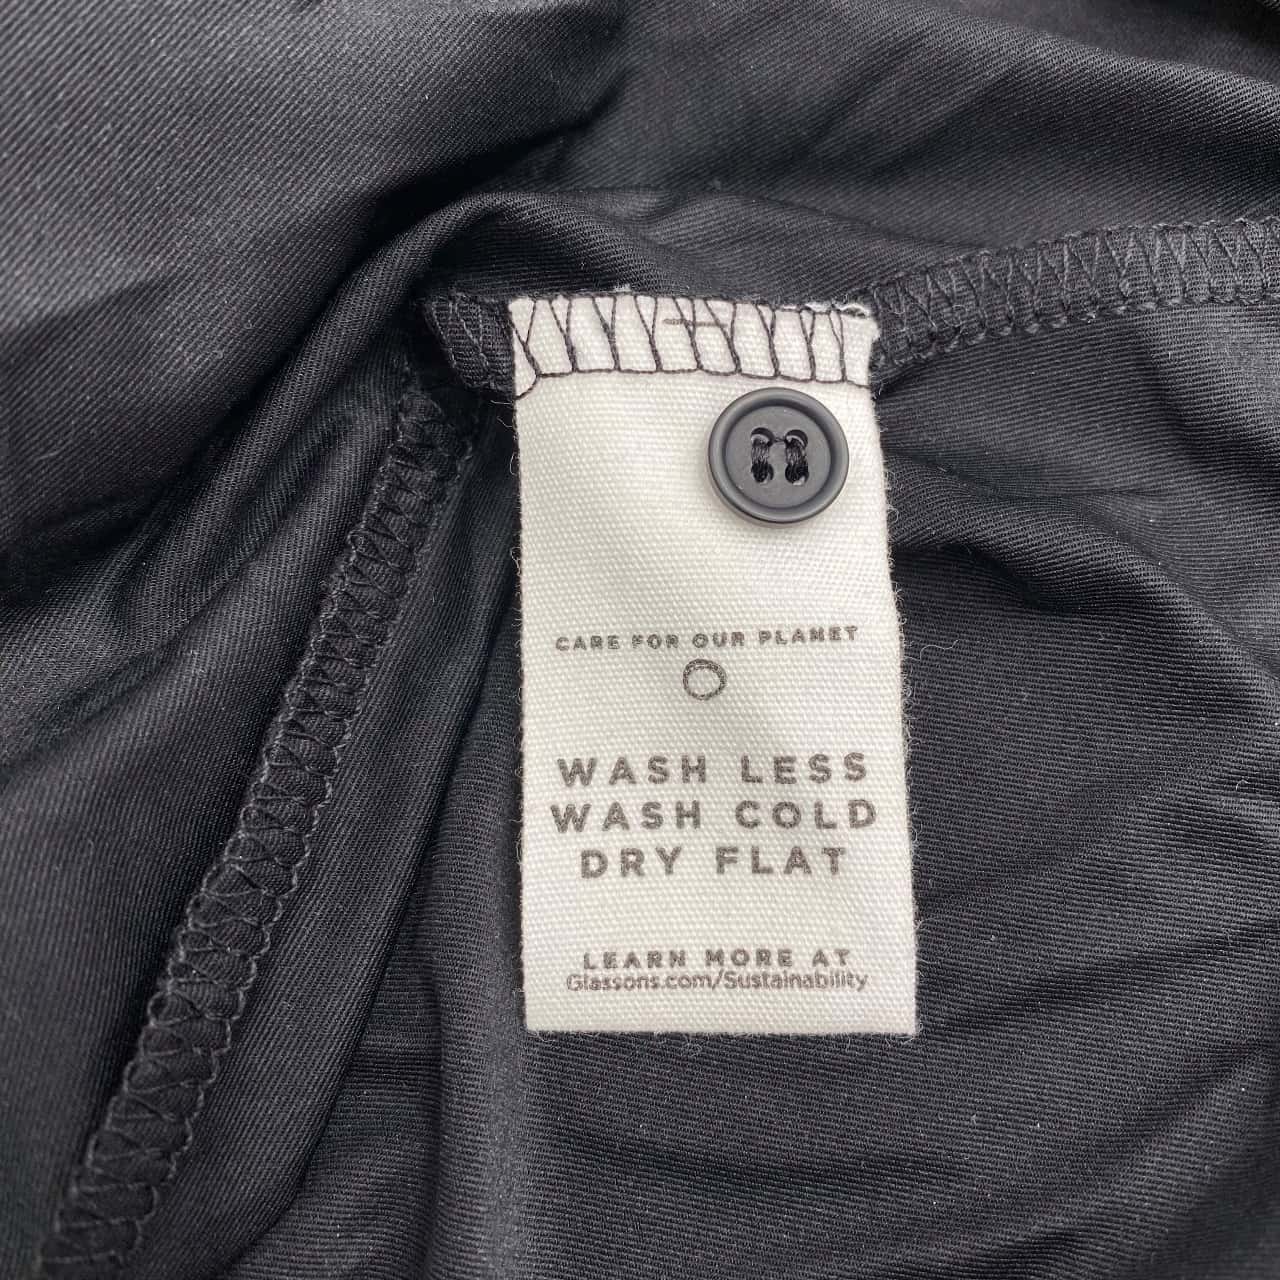 CARE FOR OUR PLANET
WASH LESS
WASH COLD
DRY FLAT
LEARN MORE AT
Glassons.com/Sustainability